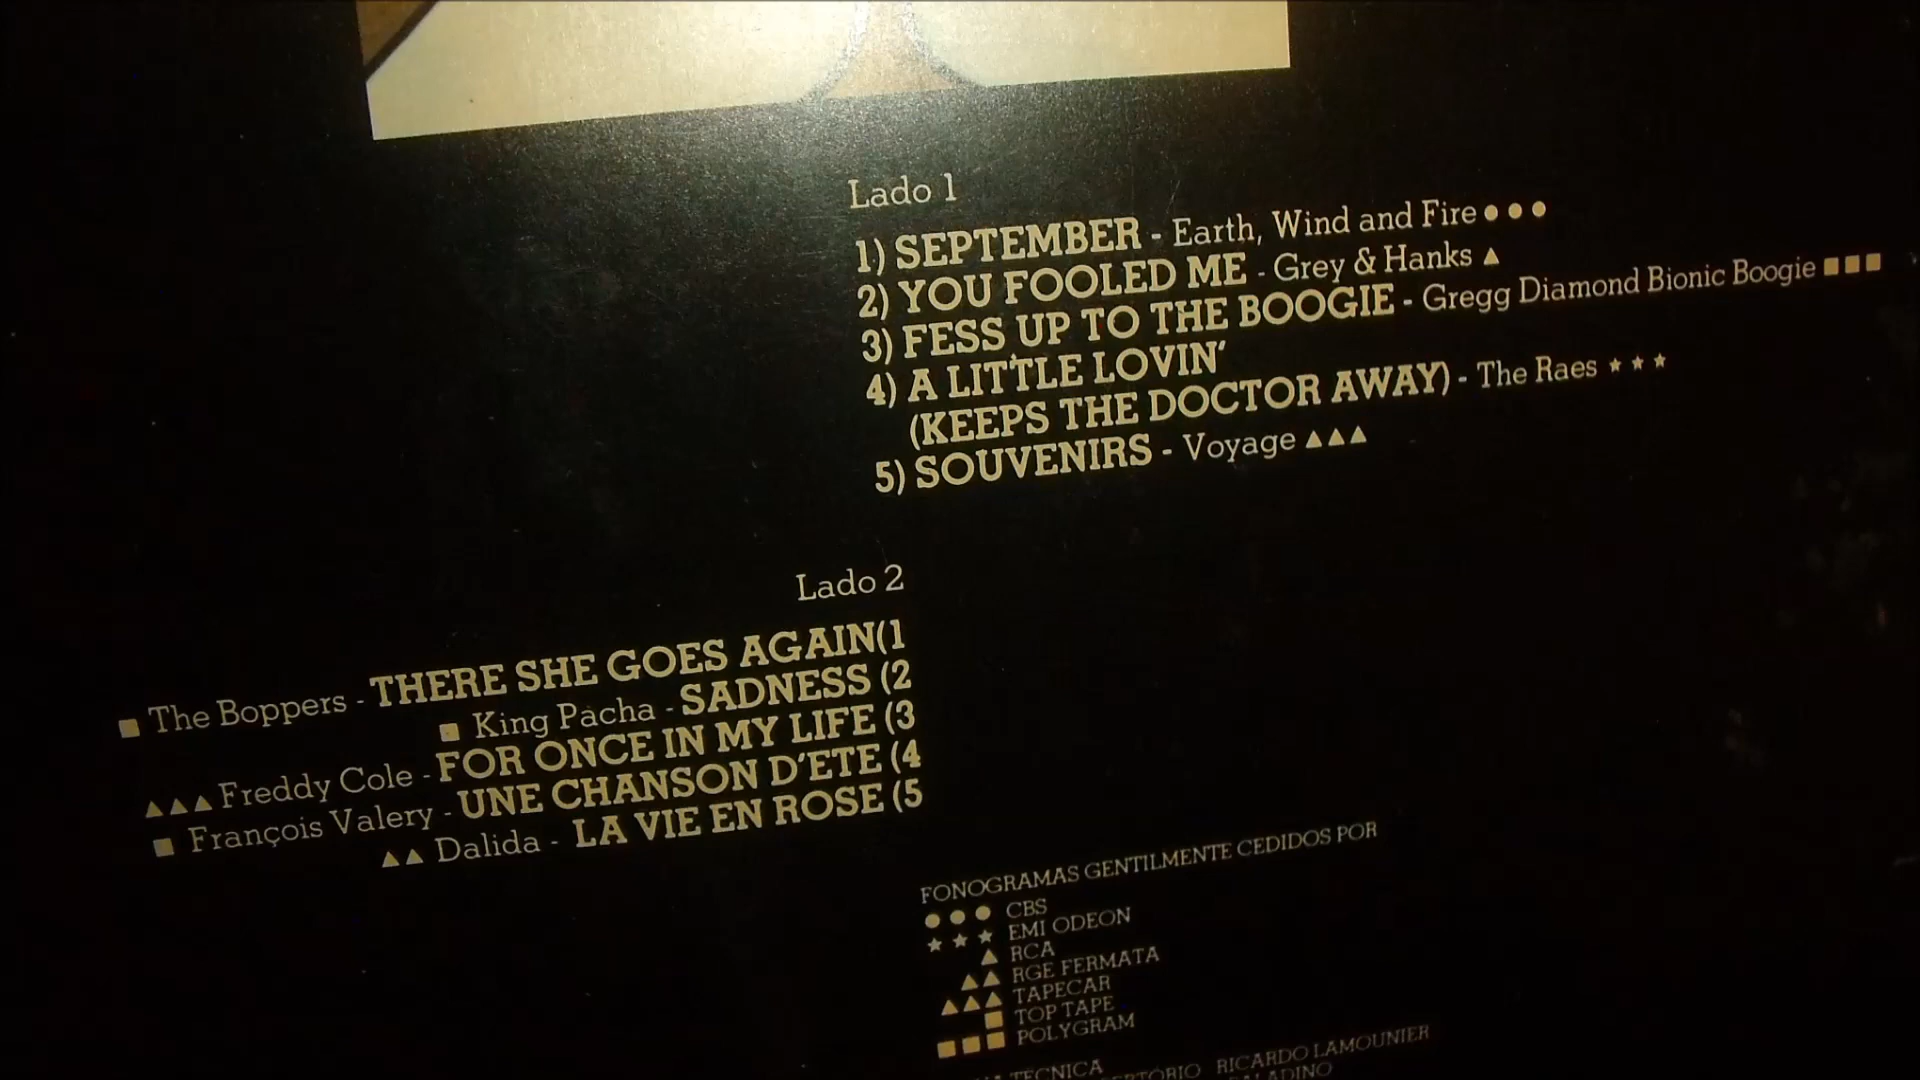 Lado 1
1) SEPTEMBER - Earth, Wind and Fire ●●●
2) YOU FOOLED ME - Grey & Hanks ▲
3) FESS UP TO THE BOOGIE - Gregg Diamond Bionic Boogie ■■■
4) A LITTLE LOVIN'
(KEEPS THE DOCTOR AWAY) - The Raes ★★★
5) SOUVENIRS - Voyage ▲▲▲
Lado 2
■ The Boppers - THERE SHE GOES AGAIN(1
■ King Pacha - SADNESS (2
▲▲▲ Freddy Cole - FOR ONCE IN MY LIFE (3
■ François Valery - UNE CHANSON D'ETE (4
▲▲ Dalida - LA VIE EN ROSE (5
FONOGRAMAS GENTILMENTE CEDIDOS POR
●●● CBS
★★★ EMI ODEON
▲ RCA
▲▲ RGE FERMATA
▲▲▲ TAPECAR
■ TOP TAPE
■■■ POLYGRAM
TECNICA
RICARDO LAMOUNIER